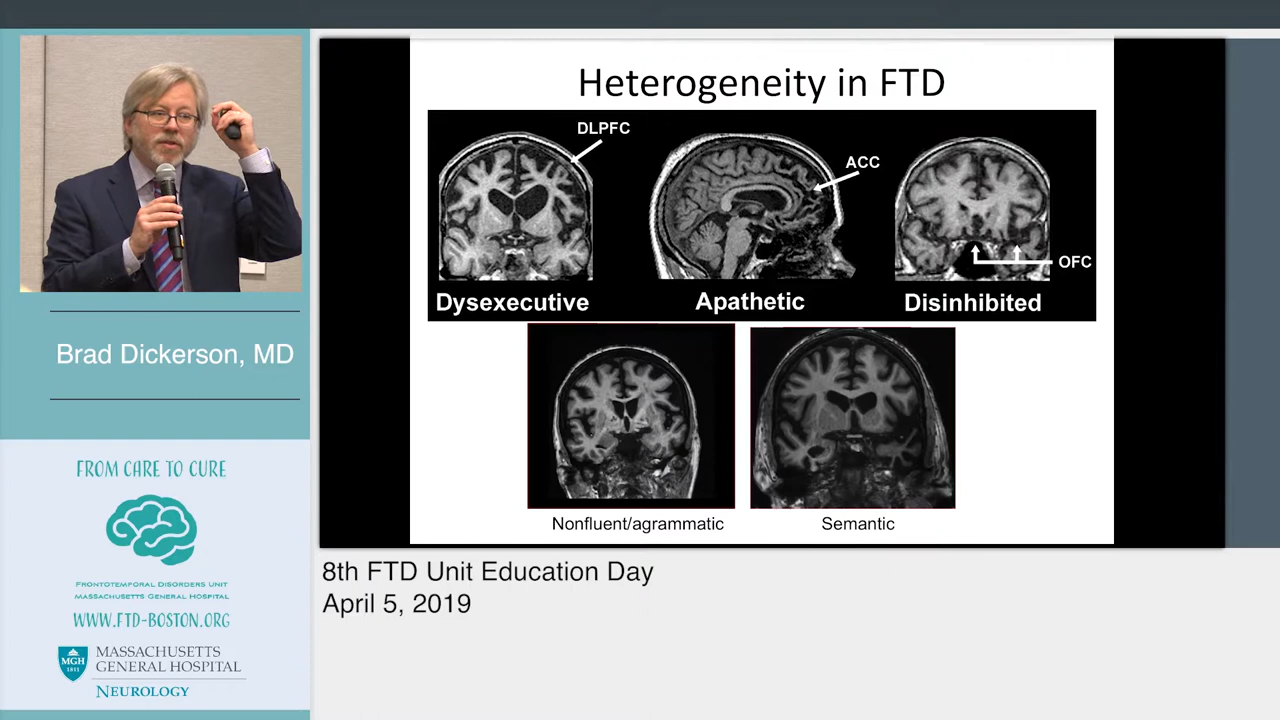 Heterogeneity in FTD
DLPFC
ACC
OFC
Dysexecutive
Apathetic
Disinhibited
Nonfluent/agrammatic
Semantic
Brad Dickerson, MD
FROM CARE TO CURE
FRONTOTEMPORAL DISORDERS UNIT
MASSACHUSETTS GENERAL HOSPITAL
WWW.FTD-BOSTON.ORG
MGH
1811
MASSACHUSETTS
GENERAL HOSPITAL
NEUROLOGY
8th FTD Unit Education Day
April 5, 2019